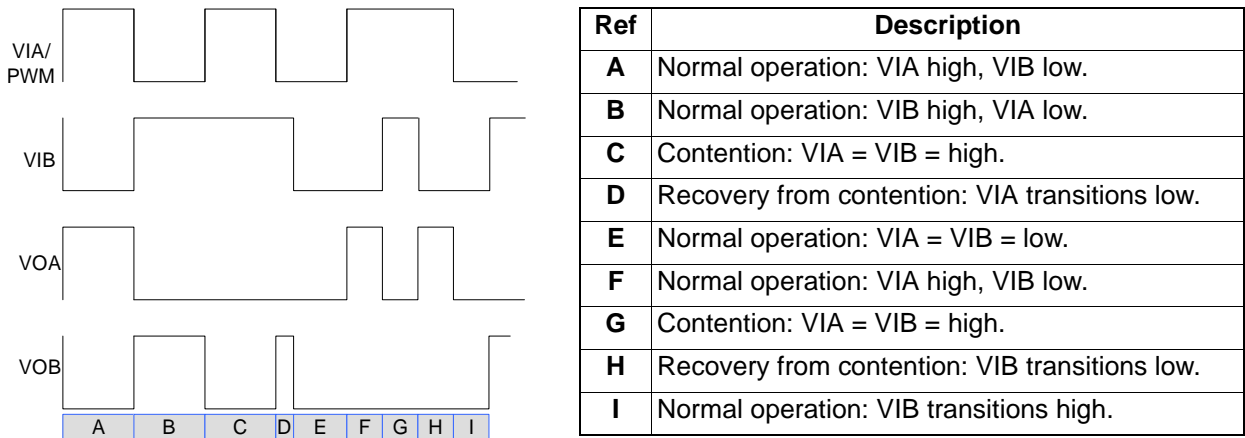 VIA/
PWM
VIB
VOA
VOB
A B C D E F G H I
Ref Description
A Normal operation: VIA high, VIB low.
B Normal operation: VIB high, VIA low.
C Contention: VIA = VIB = high.
D Recovery from contention: VIA transitions low.
E Normal operation: VIA = VIB = low.
F Normal operation: VIA high, VIB low.
G Contention: VIA = VIB = high.
H Recovery from contention: VIB transitions low.
I Normal operation: VIB transitions high.